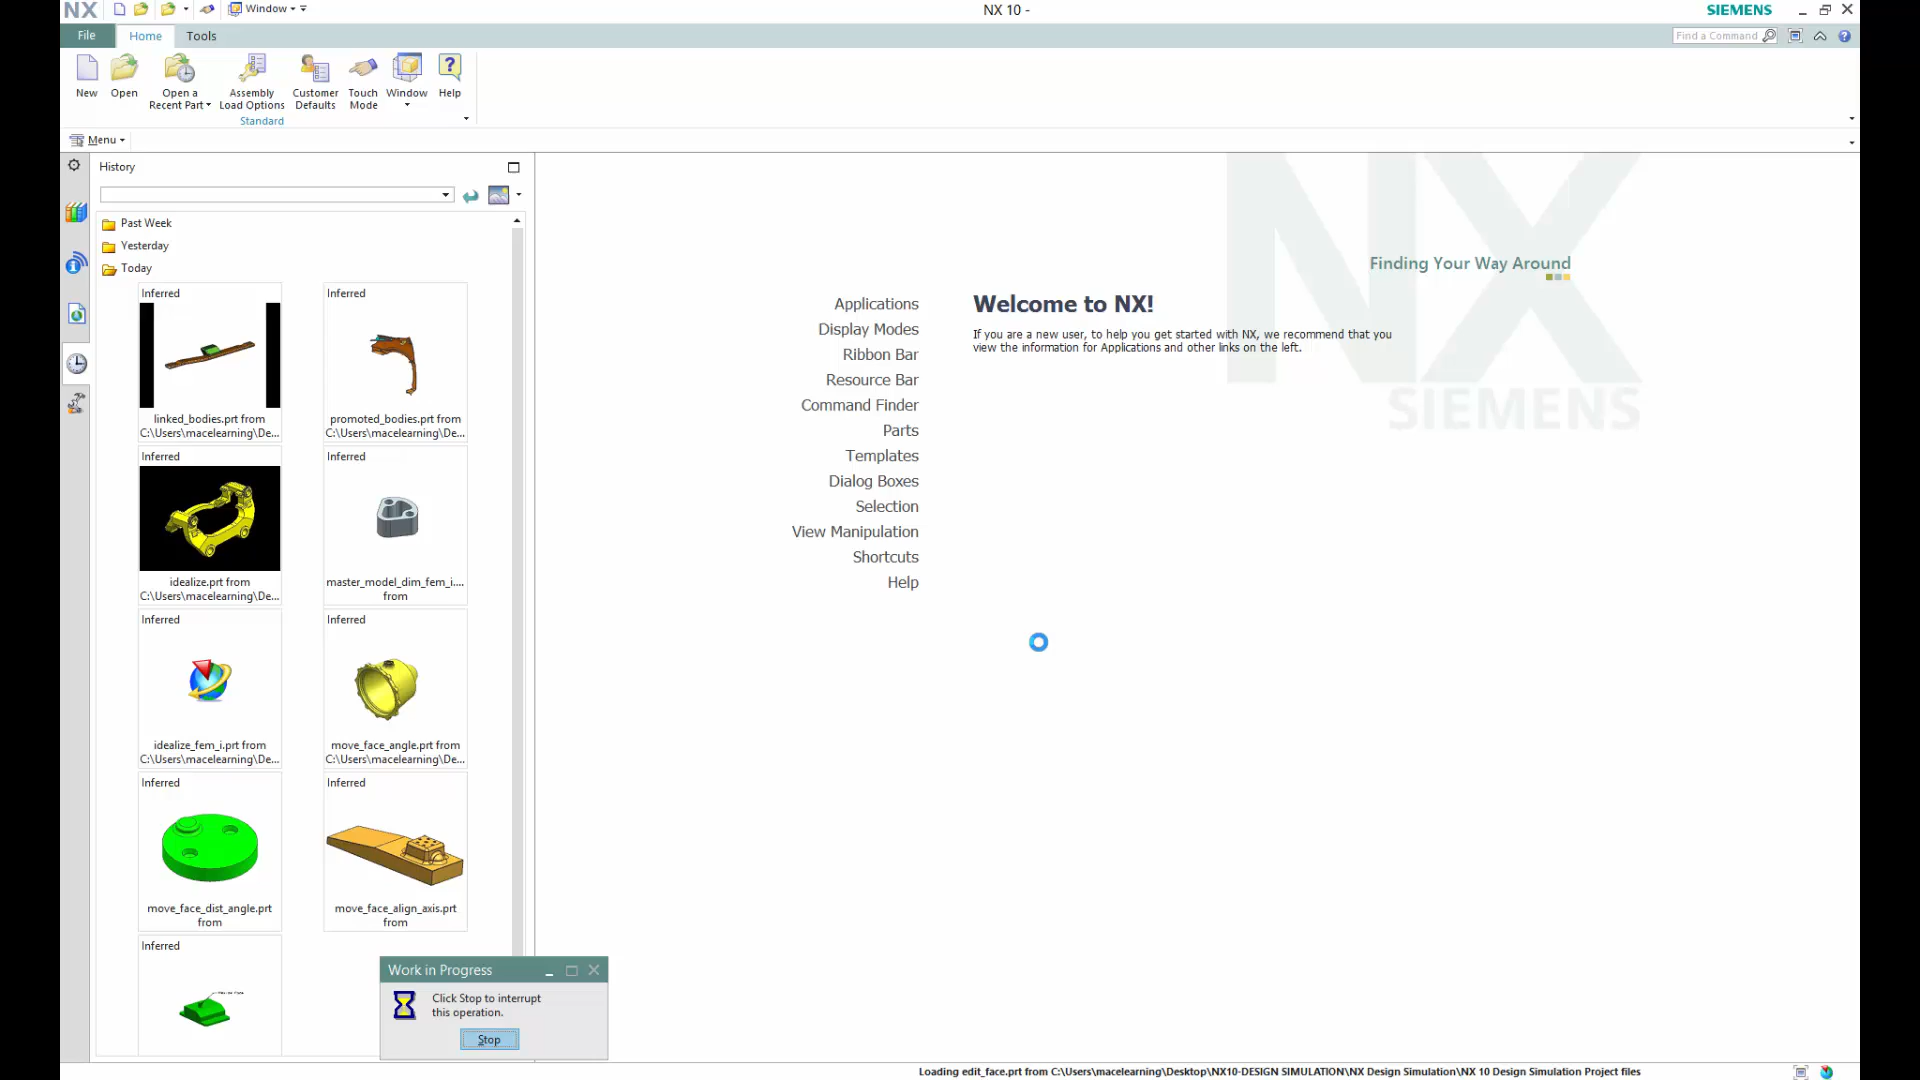 NX
Window
NX 10 -
SIEMENS
File
Home
Tools
Find a Command
New
Open
Open a
Recent Part
Assembly
Load Options
Customer
Defaults
Touch
Mode
Window
Help
Standard
Menu
History
Past Week
Yesterday
Today
Inferred
linked_bodies.prt from
C:\Users\macelearning\De...
Inferred
promoted_bodies.prt from
C:\Users\macelearning\De...
Inferred
idealize.prt from
C:\Users\macelearning\De...
Inferred
master_model_dim_fem_i....
from
Inferred
idealize_fem_i.prt from
C:\Users\macelearning\De...
Inferred
move_face_angle.prt from
C:\Users\macelearning\De...
Inferred
move_face_dist_angle.prt
from
Inferred
move_face_align_axis.prt
from
Inferred
NX
SIEMENS
Finding Your Way Around
Applications
Display Modes
Ribbon Bar
Resource Bar
Command Finder
Parts
Templates
Dialog Boxes
Selection
View Manipulation
Shortcuts
Help
Welcome to NX!
If you are a new user, to help you get started with NX, we recommend that you
view the information for Applications and other links on the left.
Work in Progress
Click Stop to interrupt
this operation.
Stop
Loading edit_face.prt from C:\Users\macelearning\Desktop\NX10-DESIGN SIMULATION\NX Design Simulation\NX 10 Design Simulation Project files